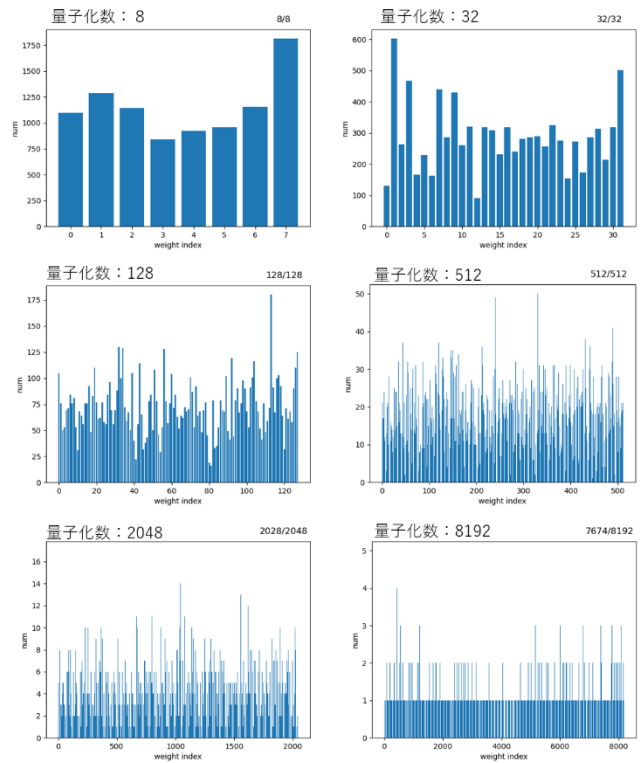 量子化数：8
8/8
1750
1500
1250
1000
750
500
250
0
num
0 1 2 3 4 5 6 7
weight index
量子化数：32
32/32
600
500
400
300
200
100
0
num
0 5 10 15 20 25 30
weight index
量子化数：128
128/128
175
150
125
100
75
50
25
0
num
0 20 40 60 80 100 120
weight index
量子化数：512
512/512
50
40
30
20
10
0
num
0 100 200 300 400 500
weight index
量子化数：2048
2028/2048
16
14
12
10
8
6
4
2
0
num
0 500 1000 1500 2000
weight index
量子化数：8192
7674/8192
5
4
3
2
1
0
num
0 2000 4000 6000 8000
weight index